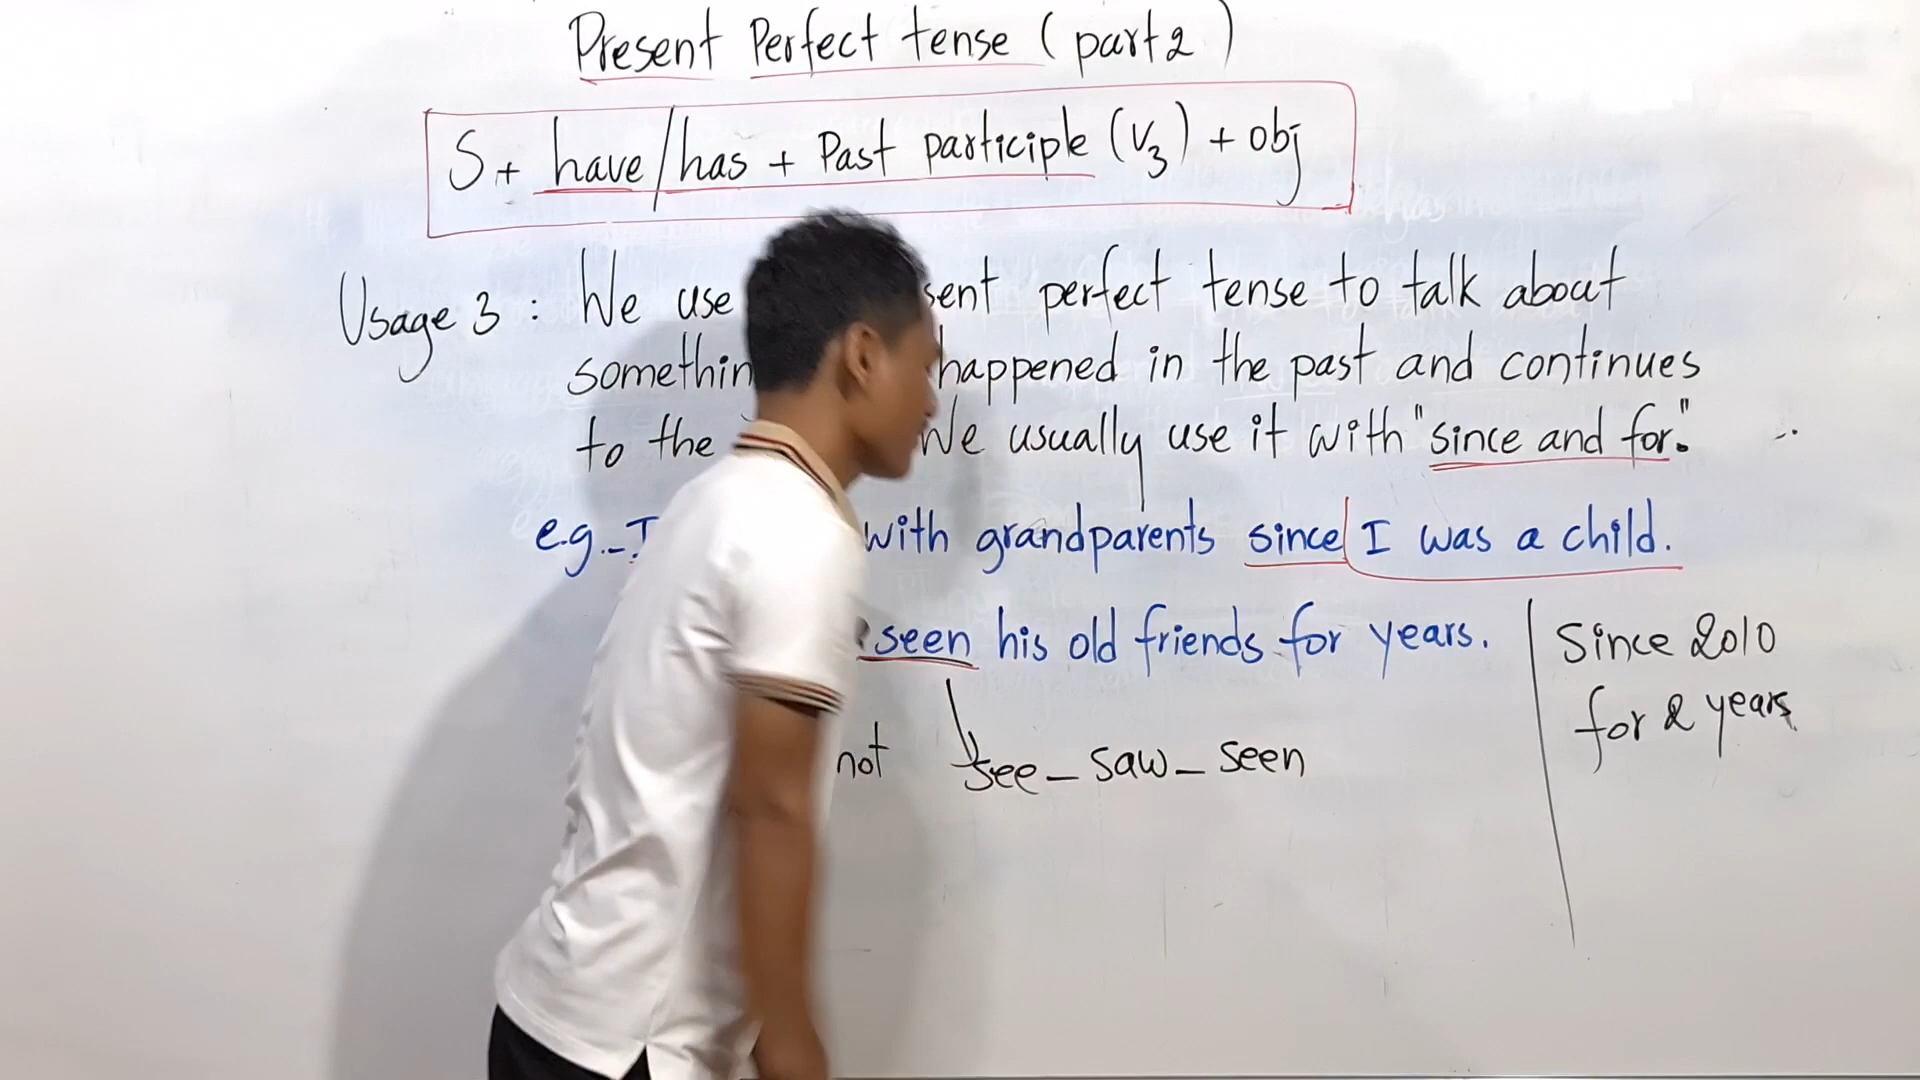 Present Perfect tense (part 2)
S + have/has + Past participle (V3) + obj
Usage 3 : We use sent perfect tense to talk about
somethin happened in the past and continues
to the We usually use it with "since and for."
e.g. - I with grandparents since I was a child.
seen his old friends for years.
Since 2010
for 2 years
not see - saw - seen